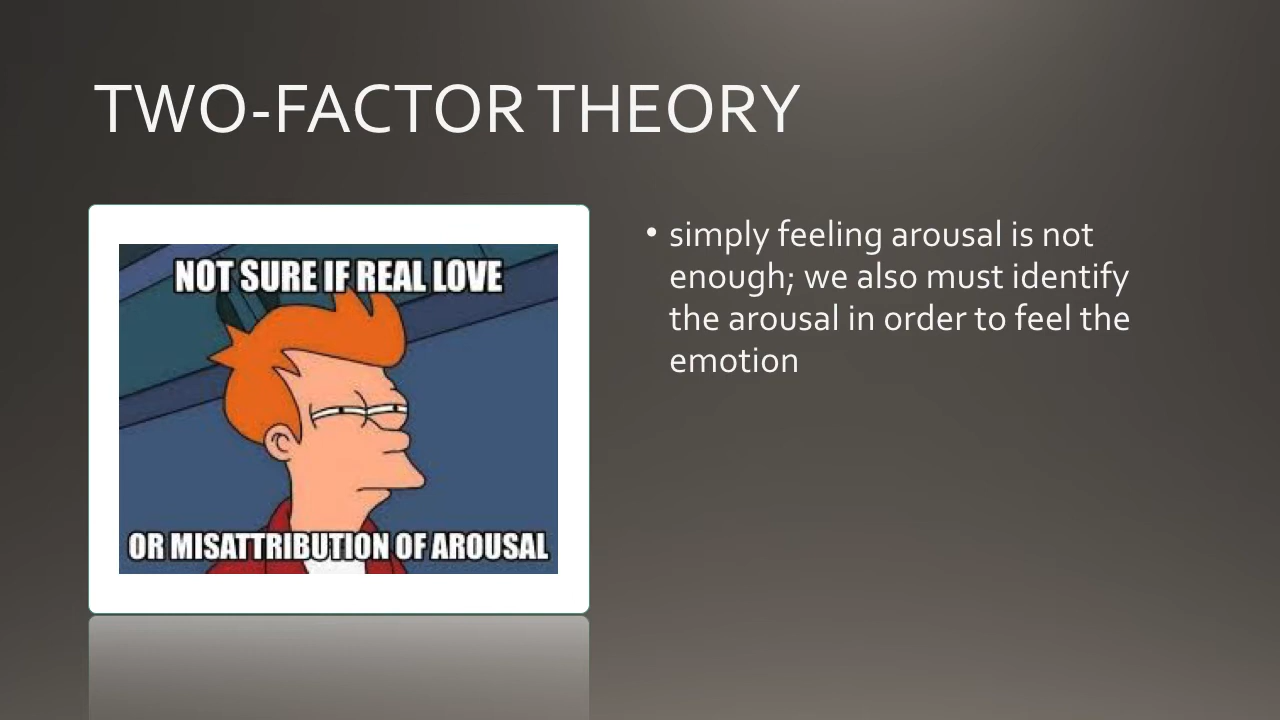 TWO-FACTOR THEORY
NOT SURE IF REAL LOVE
OR MISATTRIBUTION OF AROUSAL
• simply feeling arousal is not
enough; we also must identify
the arousal in order to feel the
emotion